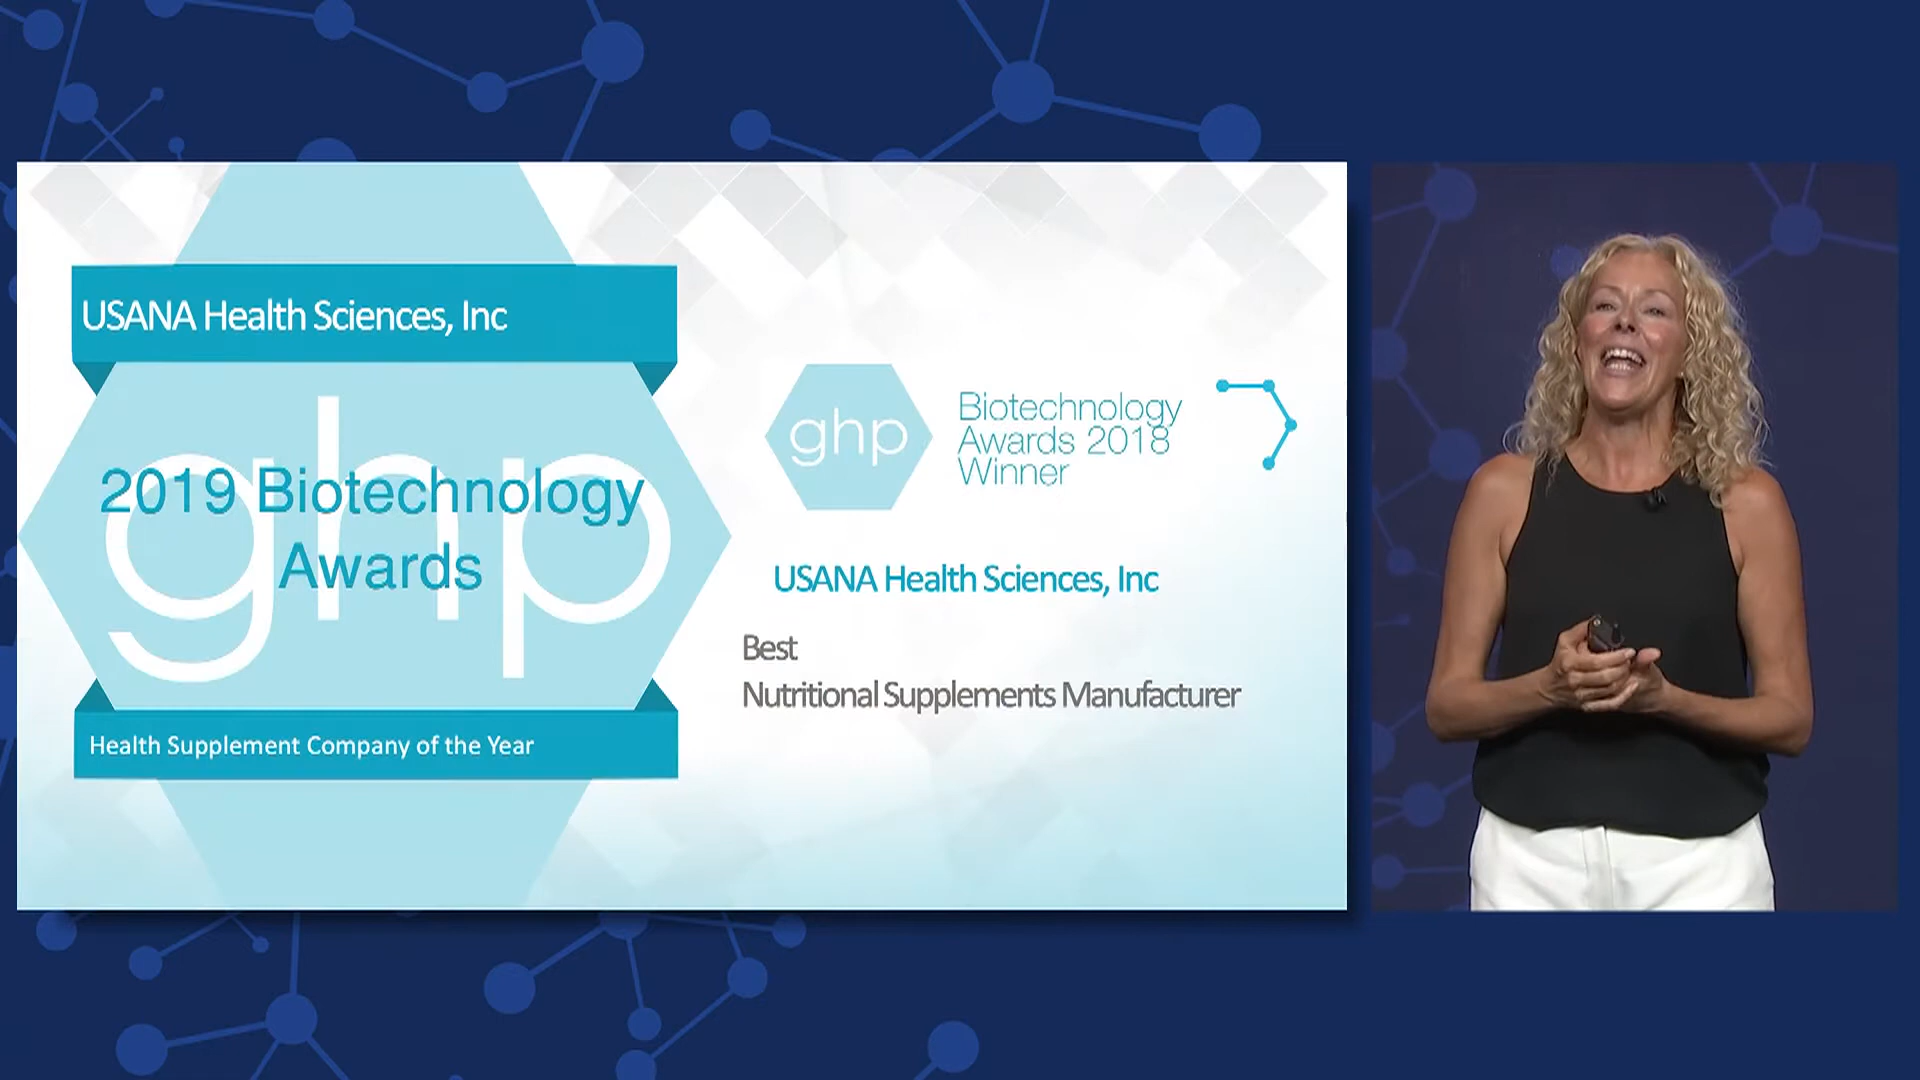 USANA Health Sciences, Inc
ghp
2019 Biotechnology
Awards
Health Supplement Company of the Year
ghp
Biotechnology
Awards 2018
Winner
USANA Health Sciences, Inc
Best
Nutritional Supplements Manufacturer